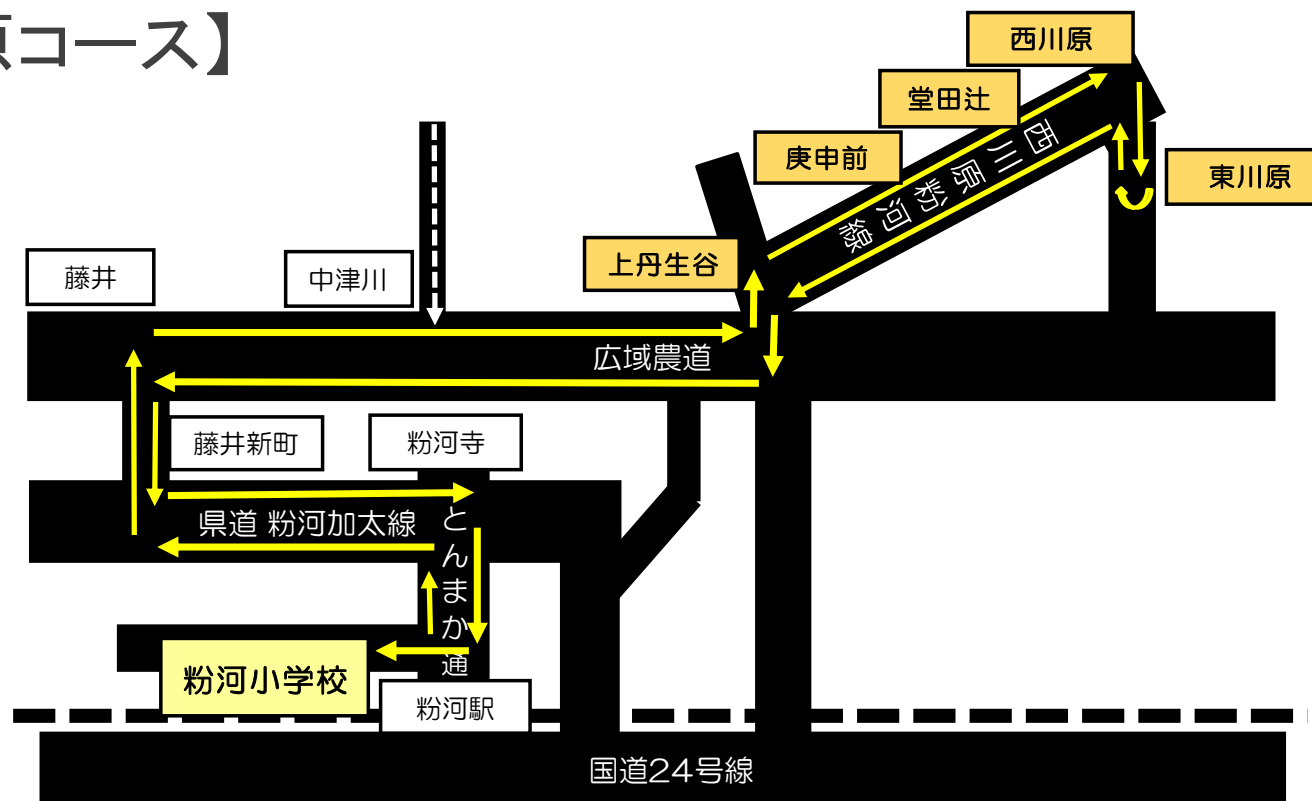 原コース】
西川原
堂田辻
庚申前
東川原
西川原粉河線
上丹生谷
藤井
中津川
広域農道
藤井新町
粉河寺
県道 粉河加太線
とんまか通
粉河小学校
粉河駅
国道24号線